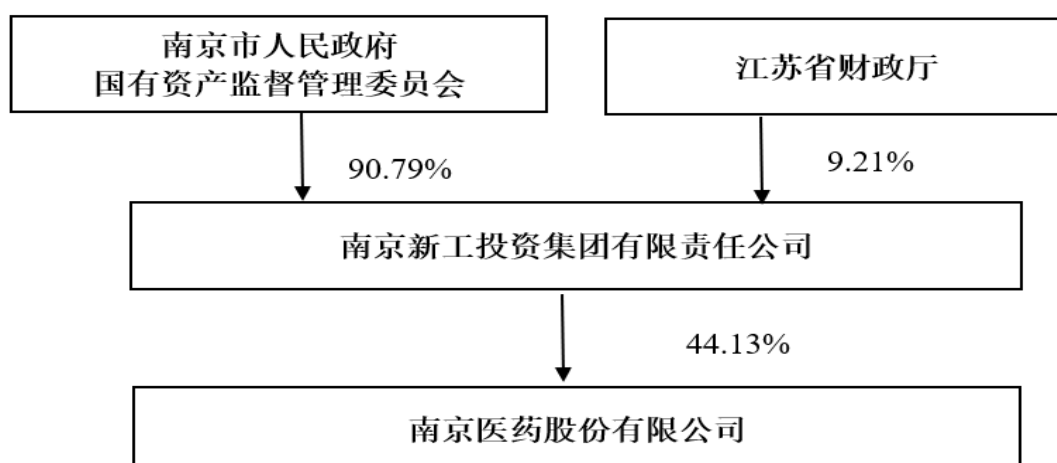 南京市人民政府
国有资产监督管理委员会
江苏省财政厅
90.79%
9.21%
南京新工投资集团有限责任公司
44.13%
南京医药股份有限公司